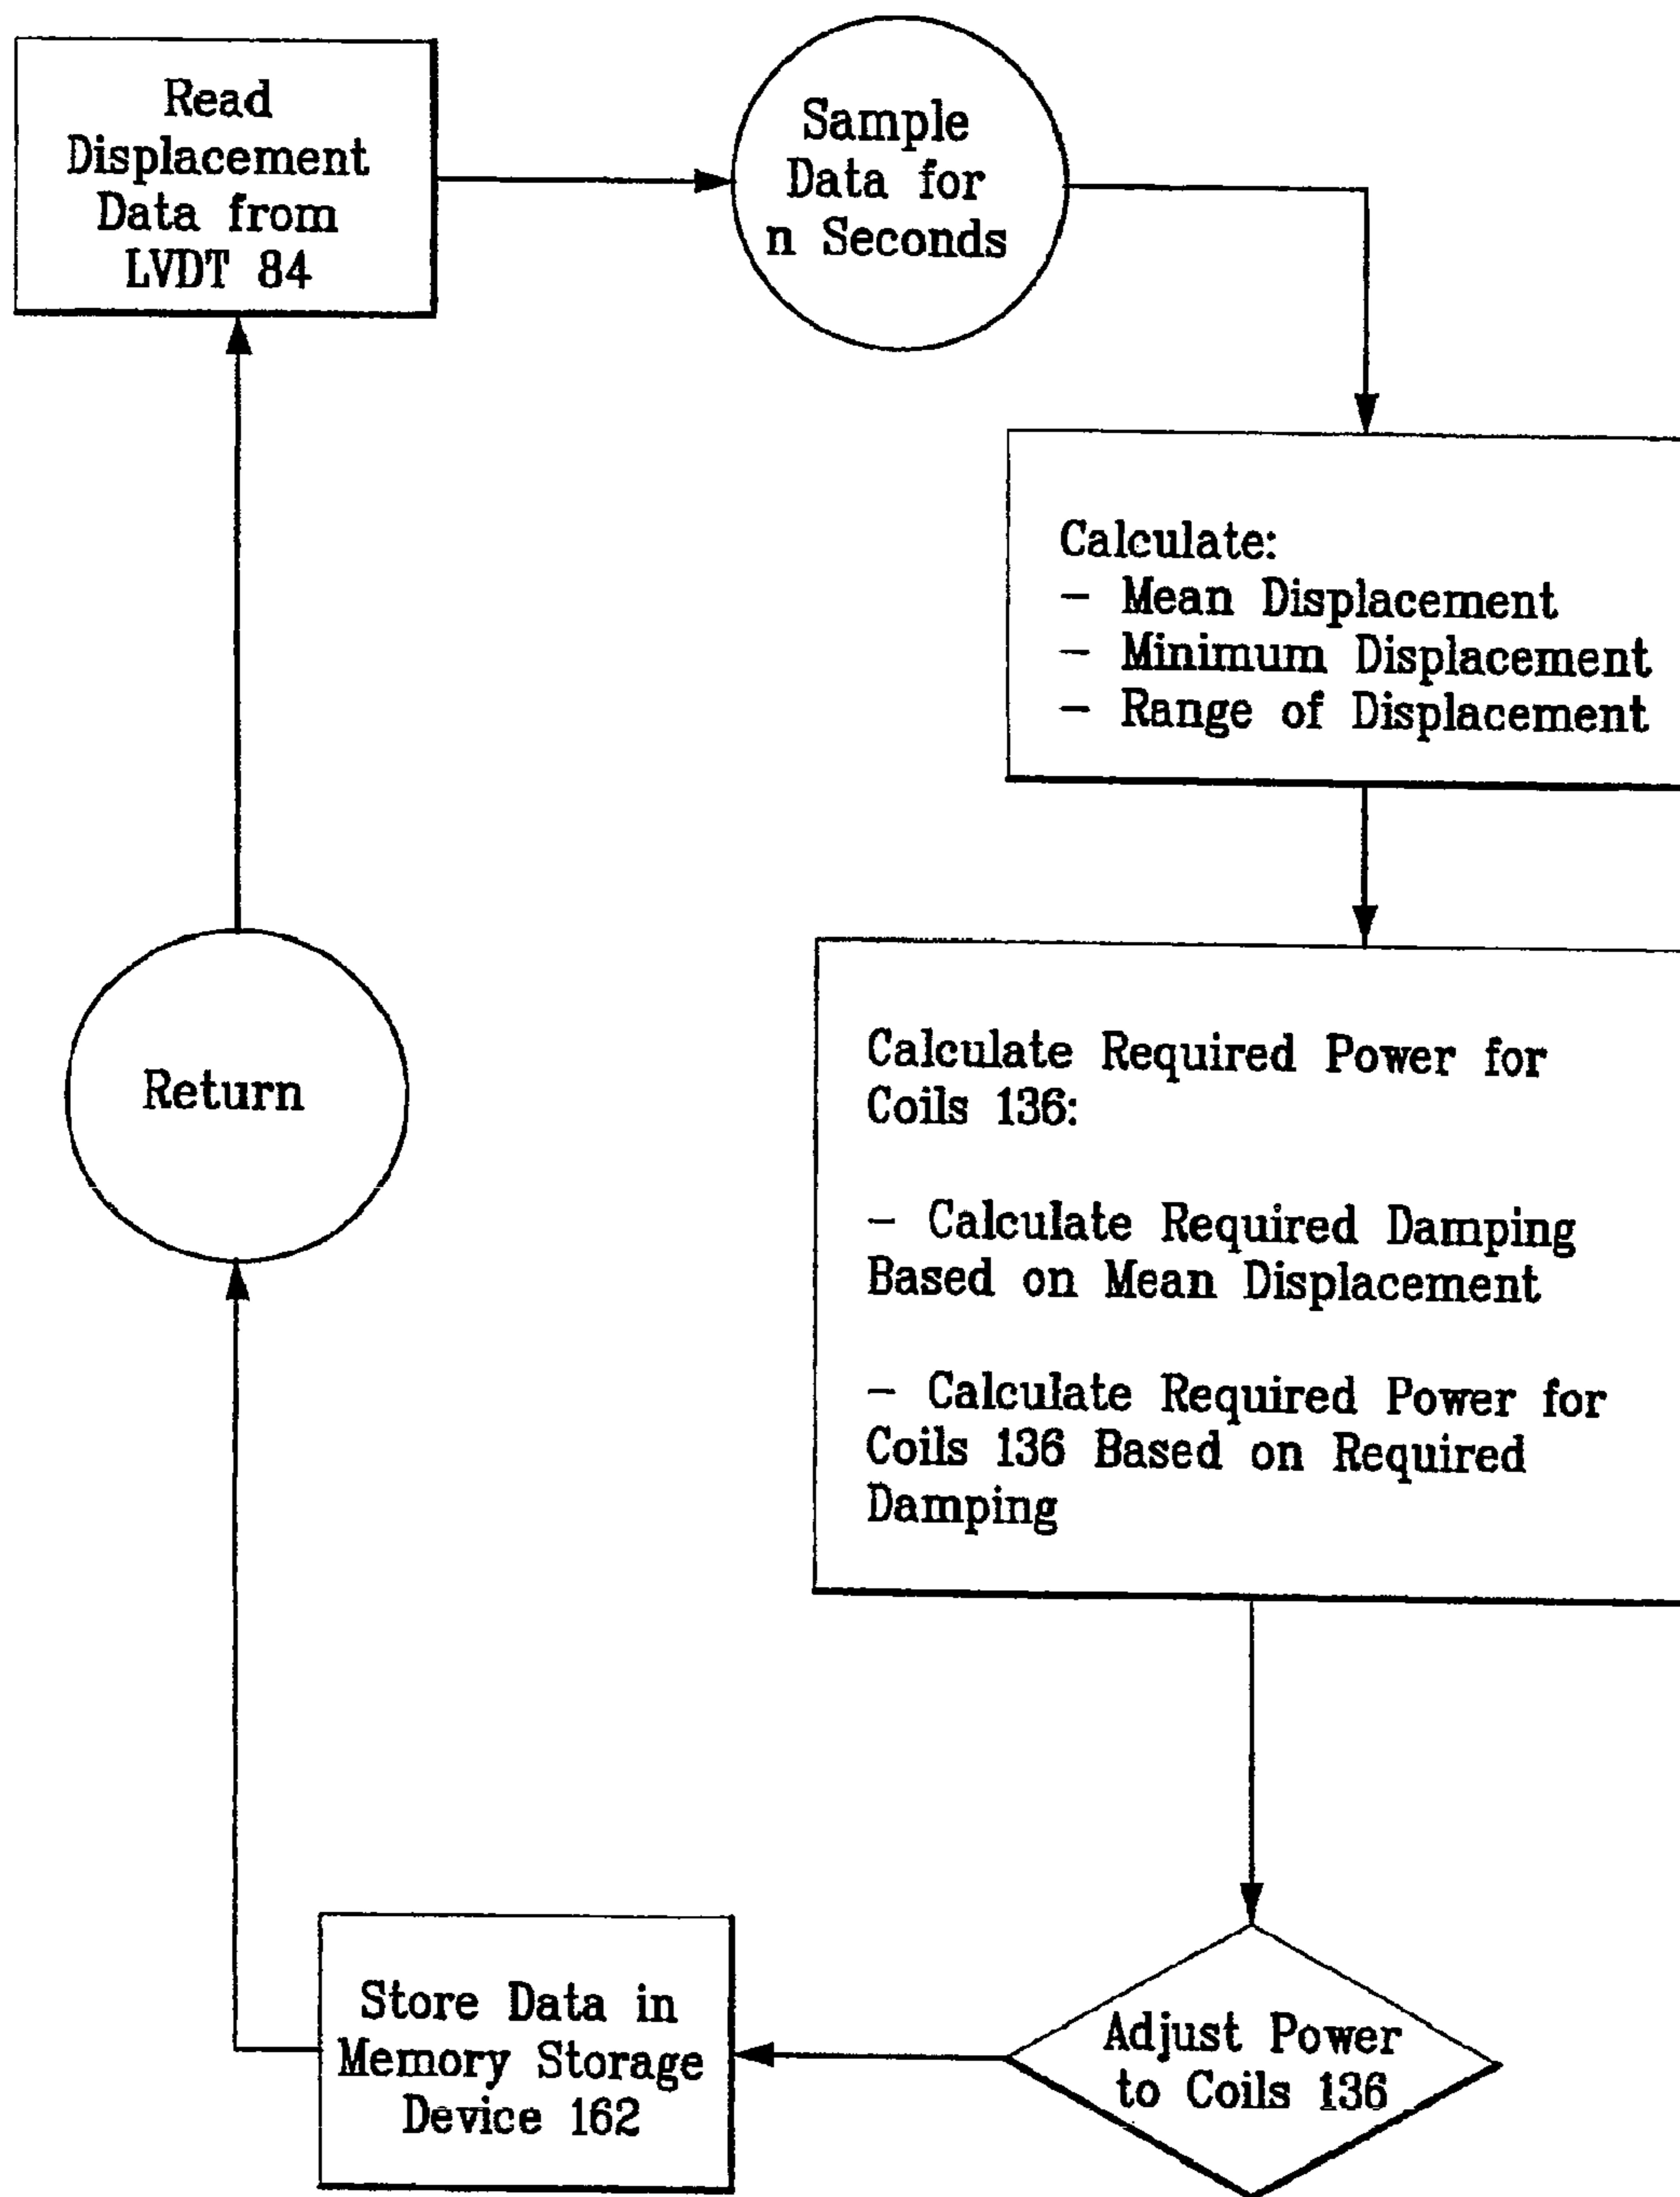 Read
Displacement
Data from
LVDT 84
Sample
Data for
n Seconds
Calculate:
- Mean Displacement
- Minimum Displacement
- Range of Displacement
Calculate Required Power for
Coils 136:
- Calculate Required Damping
Based on Mean Displacement
- Calculate Required Power for
Coils 136 Based on Required
Damping
Adjust Power
to Coils 136
Store Data in
Memory Storage
Device 162
Return